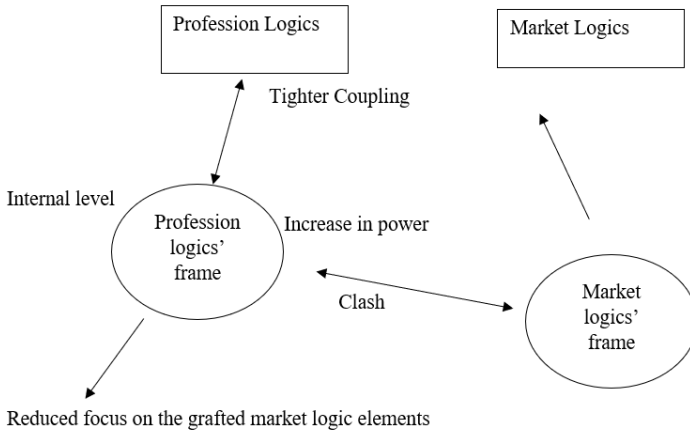 Profession Logics
Market Logics
Tighter Coupling
Internal level
Profession
logics’
frame
Increase in power
Clash
Market
logics’
frame
Reduced focus on the grafted market logic elements